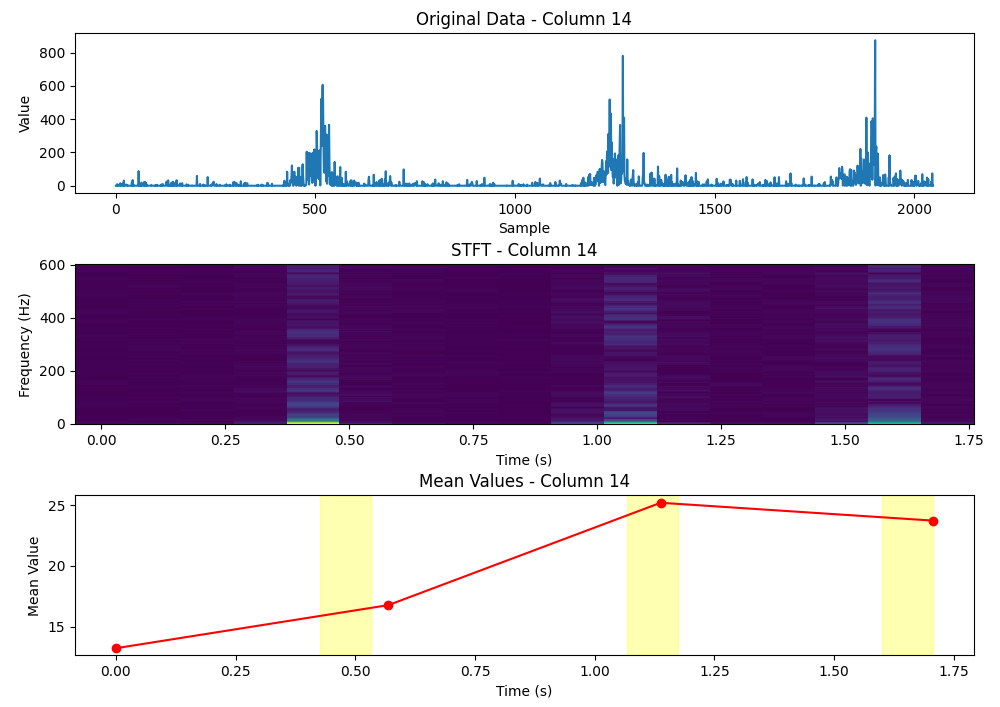 Original Data - Column 14
800
600
400
200
0
Value
0 500 1000 1500 2000
Sample
STFT - Column 14
600
400
200
0
Frequency (Hz)
0.00 0.25 0.50 0.75 1.00 1.25 1.50 1.75
Time (s)
Mean Values - Column 14
25
20
15
Mean Value
0.00 0.25 0.50 0.75 1.00 1.25 1.50 1.75
Time (s)